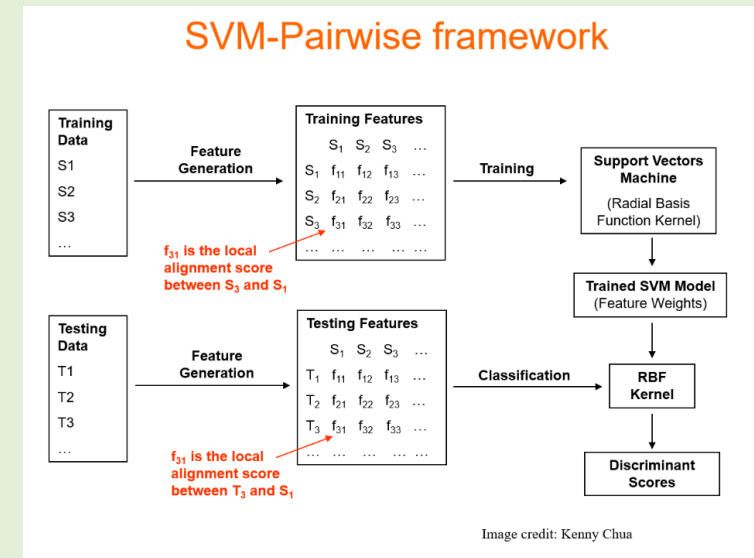 SVM-Pairwise framework
Training
Data
S1
S2
S3
...
Feature
Generation
Training Features
S₁ S₂ S₃ ...
S₁ f₁₁ f₁₂ f₁₃ ...
S₂ f₂₁ f₂₂ f₂₃ ...
S₃ f₃₁ f₃₂ f₃₃ ...
... ... ... ... ...
f₃₁ is the local
alignment score
between S₃ and S₁
Training
Support Vectors
Machine
(Radial Basis
Function Kernel)
Trained SVM Model
(Feature Weights)
Testing
Data
T1
T2
T3
...
Feature
Generation
Testing Features
S₁ S₂ S₃ ...
T₁ f₁₁ f₁₂ f₁₃ ...
T₂ f₂₁ f₂₂ f₂₃ ...
T₃ f₃₁ f₃₂ f₃₃ ...
... ... ... ... ...
f₃₁ is the local
alignment score
between T₃ and S₁
Classification
RBF
Kernel
Discriminant
Scores
Image credit: Kenny Chua